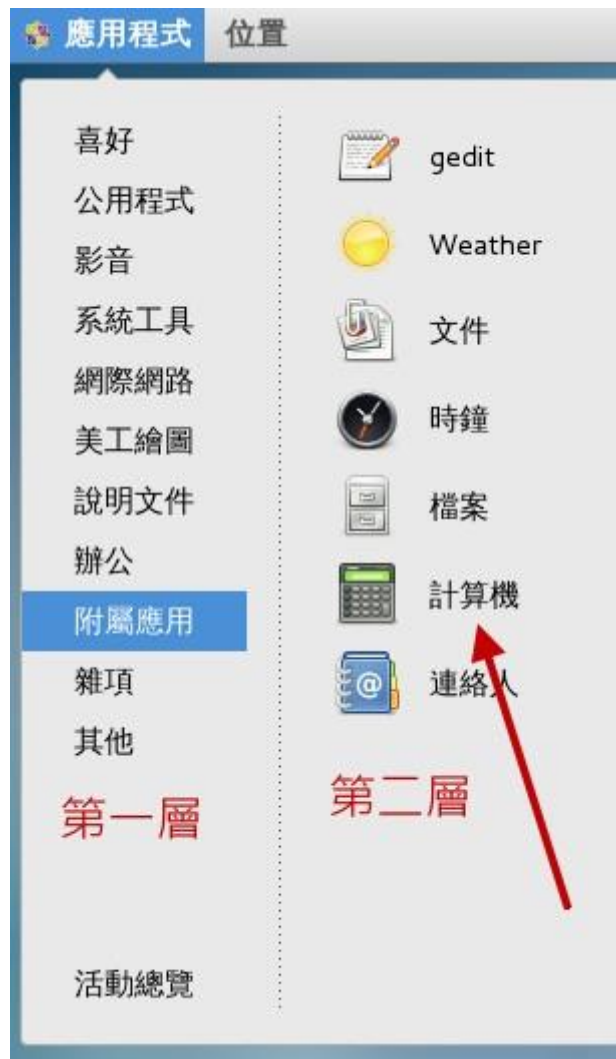 應用程式 位置
喜好
公用程式
影音
系統工具
網際網路
美工繪圖
說明文件
辦公
附屬應用
雜項
其他
第一層
活動總覽
gedit
Weather
文件
時鐘
檔案
計算機
連絡人
第二層